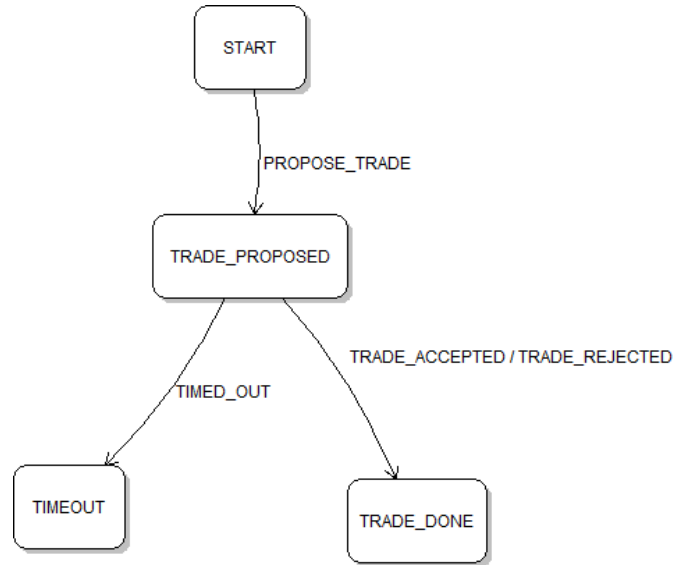 START
PROPOSE_TRADE
TRADE_PROPOSED
TRADE_ACCEPTED / TRADE_REJECTED
TIMED_OUT
TIMEOUT
TRADE_DONE